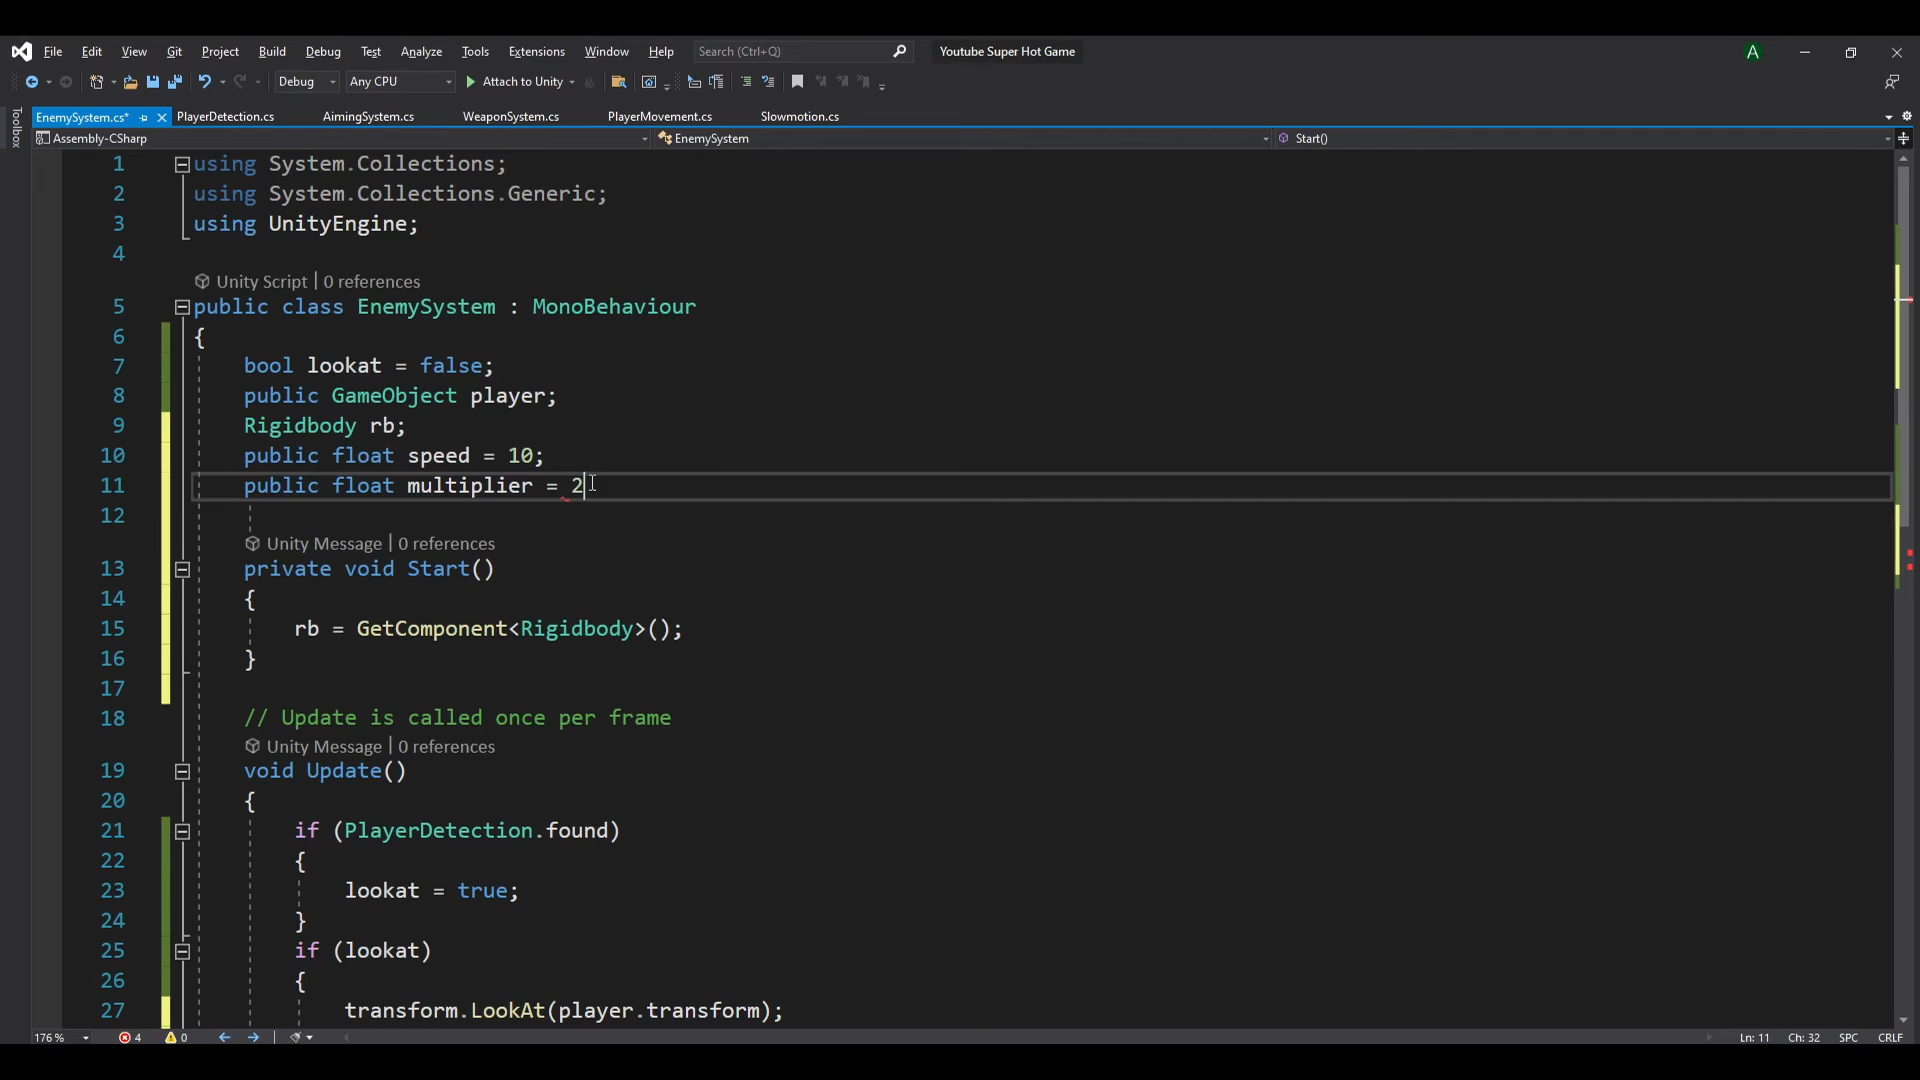 File Edit View Git Project Build Debug Test Analyze Tools Extensions Window Help Search (Ctrl+Q) Youtube Super Hot Game A
Debug Any CPU Attach to Unity
EnemySystem.cs* PlayerDetection.cs AimingSystem.cs WeaponSystem.cs PlayerMovement.cs Slowmotion.cs
Toolbox
Assembly-CSharp EnemySystem Start()
1 using System.Collections;
2 using System.Collections.Generic;
3 using UnityEngine;
4
Unity Script | 0 references
5 public class EnemySystem : MonoBehaviour
6 {
7 bool lookat = false;
8 public GameObject player;
9 Rigidbody rb;
10 public float speed = 10;
11 public float multiplier = 2
12
Unity Message | 0 references
13 private void Start()
14 {
15 rb = GetComponent<Rigidbody>();
16 }
17
18 // Update is called once per frame
Unity Message | 0 references
19 void Update()
20 {
21 if (PlayerDetection.found)
22 {
23 lookat = true;
24 }
25 if (lookat)
26 {
27 transform.LookAt(player.transform);
176 % 4 0 Ln: 11 Ch: 32 SPC CRLF